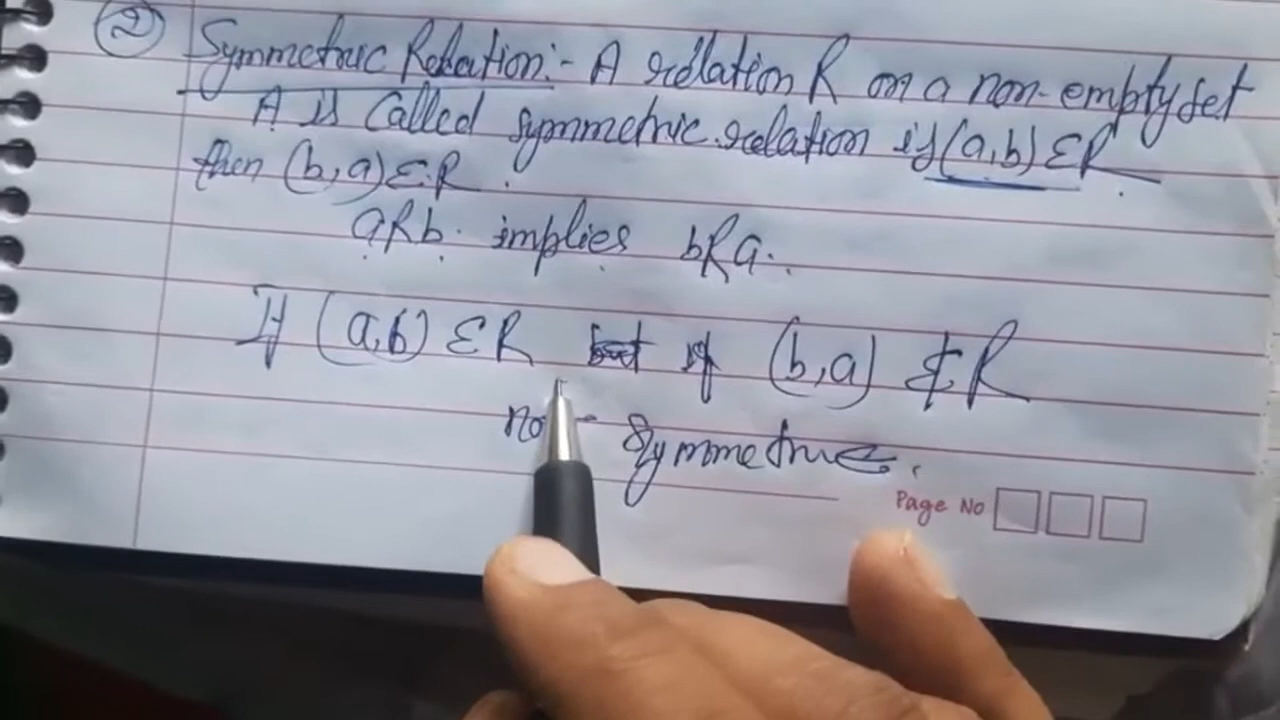 ② Symmetric Relation:- A relation R on a non-empty set
A is called symmetric relation if (a,b) ∈ R
then (b,a) ∈ R.
aRb. implies bRa.
If (a,b) ∈ R if (b,a) ∉ R
Symmetric.
Page No